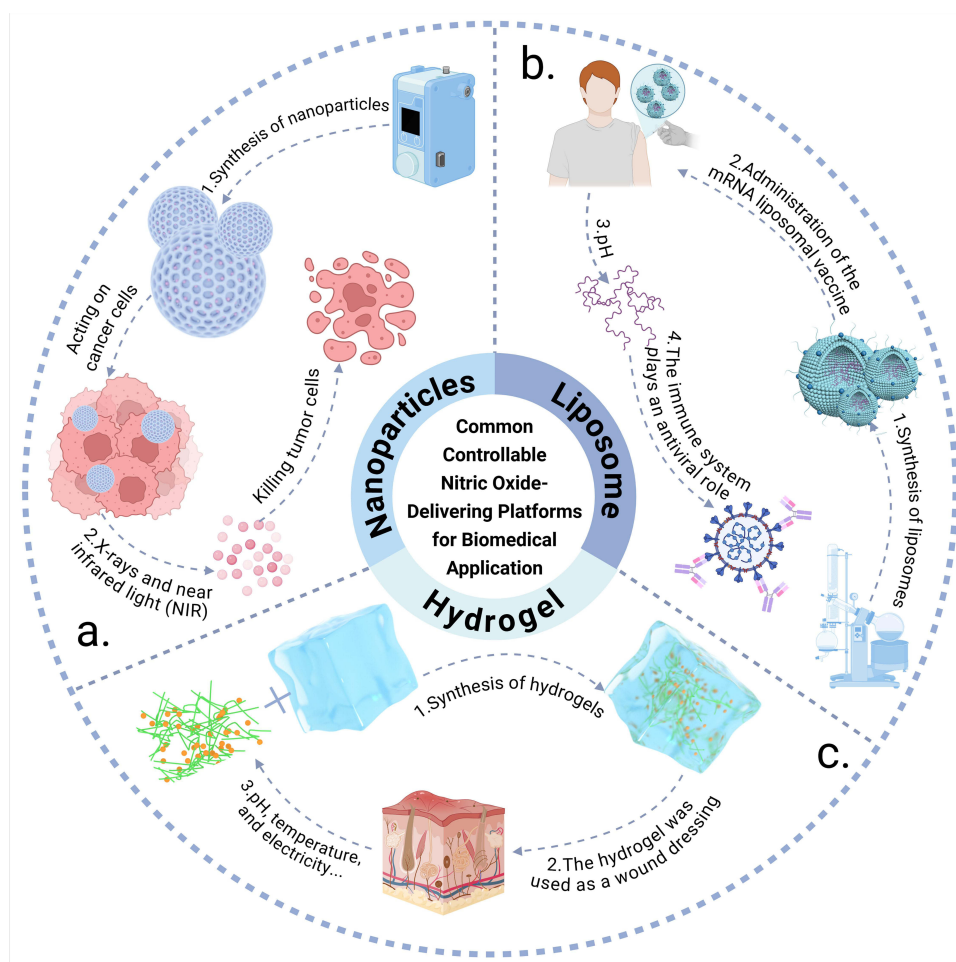 a.
1.Synthesis of nanoparticles
Acting on
cancer cells
2.X-rays and near
infrared light (NIR)
Killing tumor cells
b.
1.Synthesis of liposomes
2.Administration of the
mRNA liposomal vaccine
3.pH
4.The immune system
plays an antiviral role
Nanoparticles
Liposome
Hydrogel
Common
Controllable
Nitric Oxide-
Delivering Platforms
for Biomedical
Application
c.
1.Synthesis of hydrogels
2.The hydrogel was
used as a wound dressing
3.pH, temperature,
and electricity...